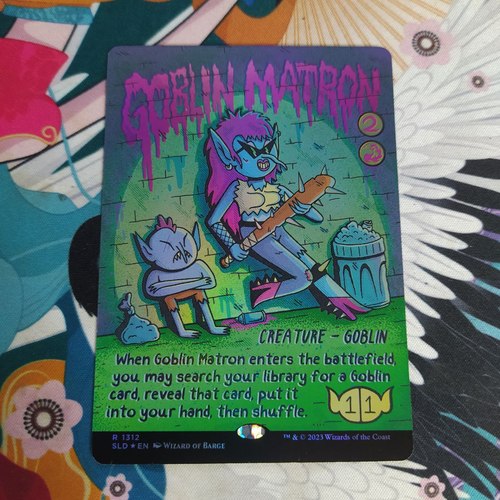 GOBLIN MATRON
2
CREATURE – GOBLIN
When Goblin Matron enters the battlefield,
you may search your library for a Goblin
card, reveal that card, put it
into your hand, then shuffle.
1 1
R 1312
SLD ★ EN Wizard of Barge
™ & © 2023 Wizards of the Coast